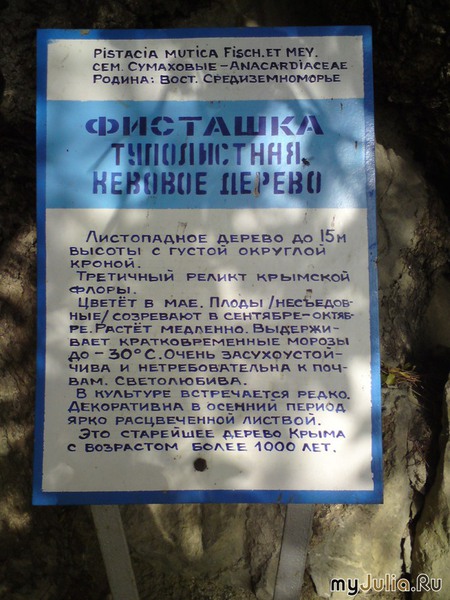 Pistacia mutica Fisch. et Mey.
сем. Сумаховые – Anacardiaceae
Родина: Вост. Средиземноморье
ФИСТАШКА
ТУПОЛИСТНАЯ,
КЕВОВОЕ ДЕРЕВО
Листопадное дерево до 15м
высоты с густой округлой
кроной.
Третичный реликт крымской
флоры.
Цветёт в мае. Плоды /несъедоб-
ные/ созревают в сентябре-октяб-
ре. Растёт медленно. Выдержи-
вает кратковременные морозы
до – 30°С. Очень засухоустой-
чива и нетребовательна к поч-
вам. Светолюбива.
В культуре встречается редко.
Декоративна в осенний период
ярко расцвеченной листвой.
Это старейшее дерево Крыма
с возрастом более 1000 лет.
myJulia.Ru